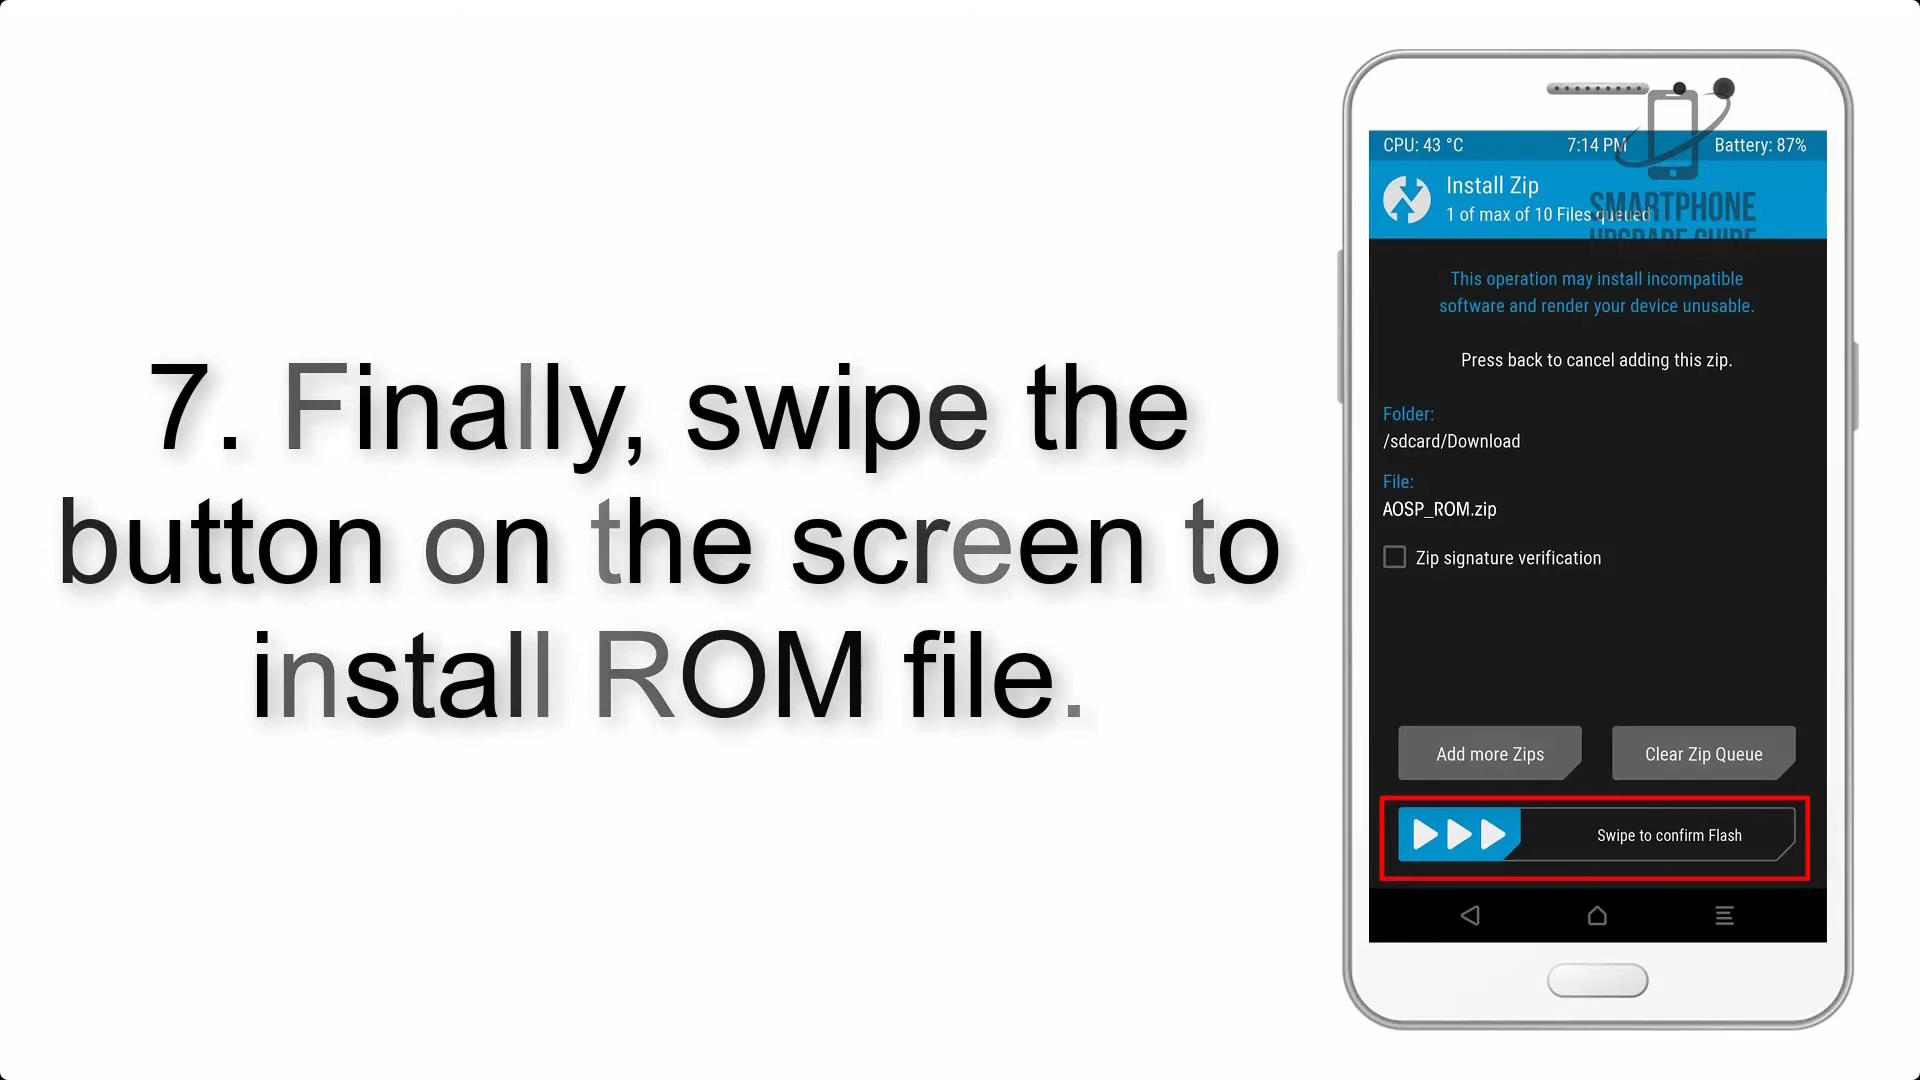 7. Finally, swipe the
button on the screen to
install ROM file.
CPU: 43 °C 7:14 PM Battery: 87%
Install Zip
1 of max of 10 Files queued
SMARTPHONE
UPGRADE GUIDE
This operation may install incompatible
software and render your device unusable.
Press back to cancel adding this zip.
Folder:
/sdcard/Download
File:
AOSP_ROM.zip
Zip signature verification
Add more Zips
Clear Zip Queue
Swipe to confirm Flash